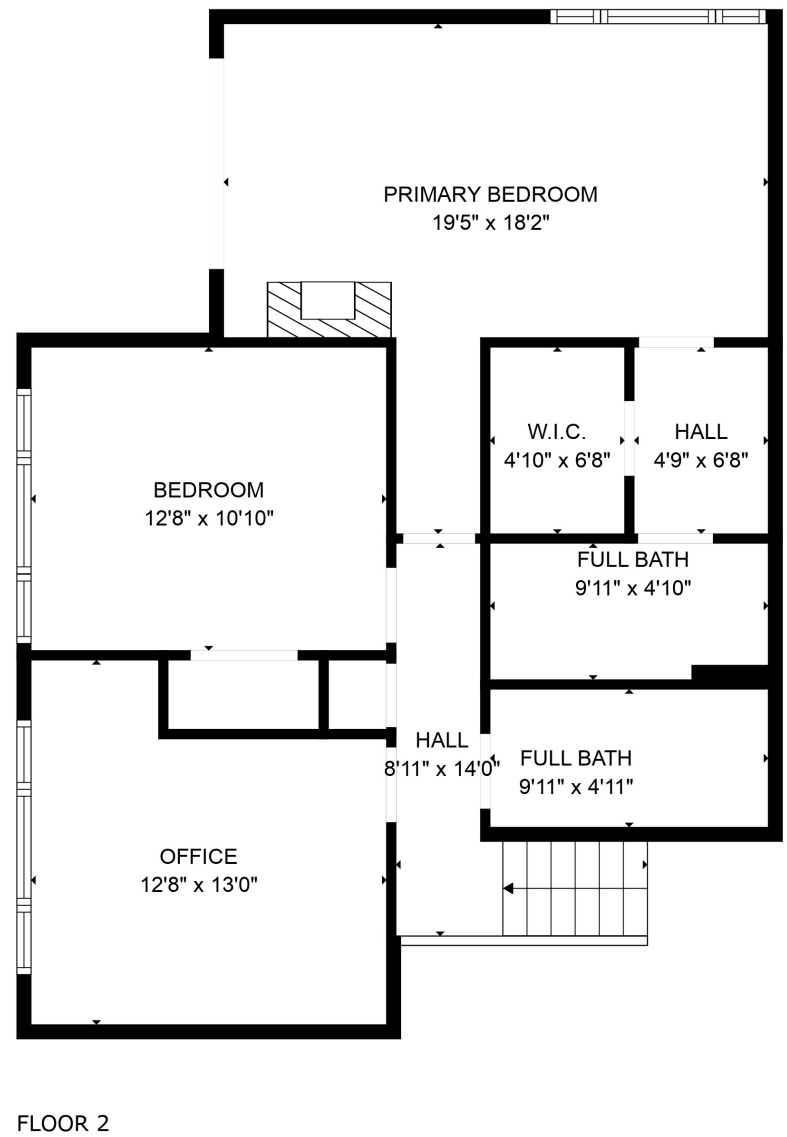 PRIMARY BEDROOM
19'5" x 18'2"
W.I.C.
4'10" x 6'8"
HALL
4'9" x 6'8"
BEDROOM
12'8" x 10'10"
FULL BATH
9'11" x 4'10"
HALL
8'11" x 14'0"
FULL BATH
9'11" x 4'11"
OFFICE
12'8" x 13'0"
FLOOR 2